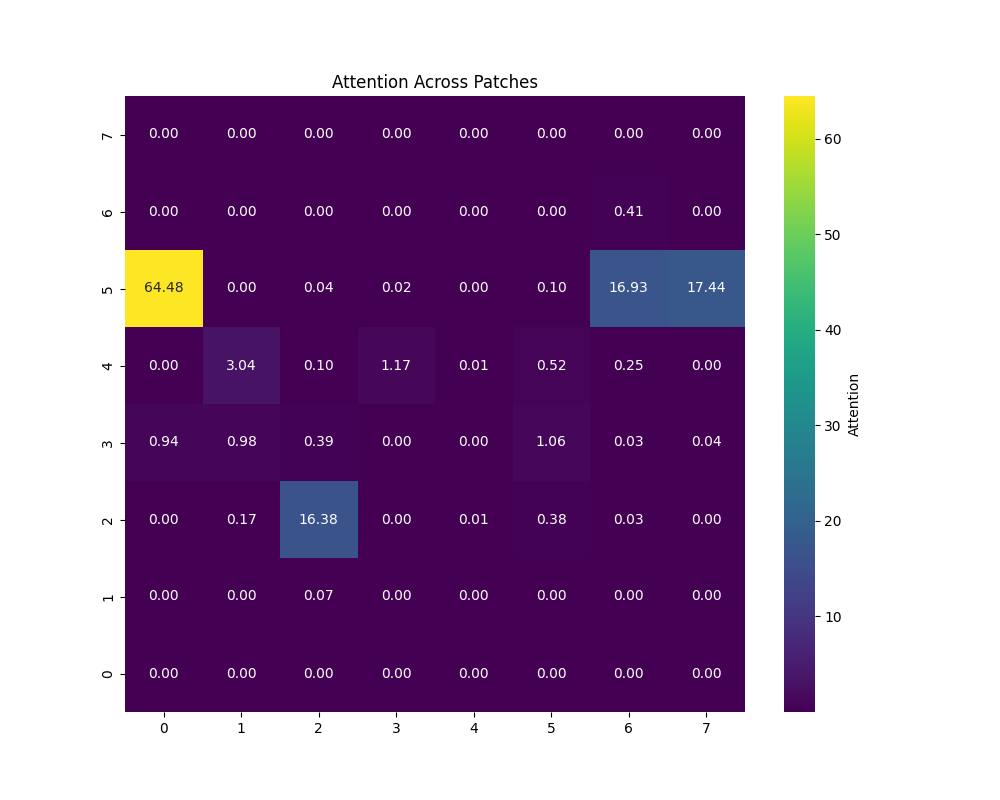 Attention Across Patches
7 0.00 0.00 0.00 0.00 0.00 0.00 0.00 0.00
60
6 0.00 0.00 0.00 0.00 0.00 0.00 0.41 0.00
50
5 64.48 0.00 0.04 0.02 0.00 0.10 16.93 17.44
40
4 0.00 3.04 0.10 1.17 0.01 0.52 0.25 0.00
Attention
30
3 0.94 0.98 0.39 0.00 0.00 1.06 0.03 0.04
2 0.00 0.17 16.38 0.00 0.01 0.38 0.03 0.00
20
1 0.00 0.00 0.07 0.00 0.00 0.00 0.00 0.00
10
0 0.00 0.00 0.00 0.00 0.00 0.00 0.00 0.00
0 1 2 3 4 5 6 7